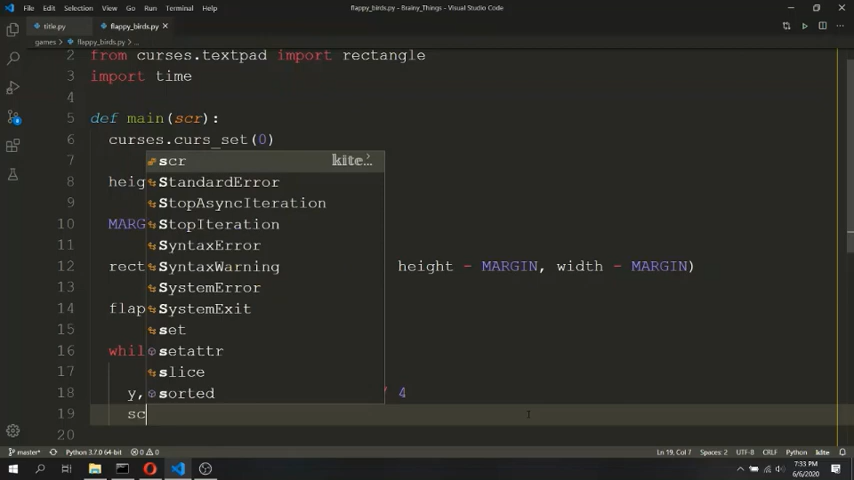 File Edit Selection View Go Run Terminal Help flappy_birds.py - Brainy_Things - Visual Studio Code
title.py flappy_birds.py
games > flappy_birds.py > ...
2 from curses.textpad import rectangle
3 import time
4
5 def main(scr):
6 curses.curs_set(0)
7 scr kite
8 heig StandardError
9 StopAsyncIteration
10 MARG StopIteration
11 SyntaxError
12 rect SyntaxWarning height - MARGIN, width - MARGIN)
13 SystemError
14 flap SystemExit
15 set
16 whil setattr
17 slice
18 y, sorted 4
19 sc
20
master* Python 3.7.0 64-bit 0 0 Ln 19, Col 7 Spaces: 2 UTF-8 CRLF Python kite
7:33 PM
6/6/2020